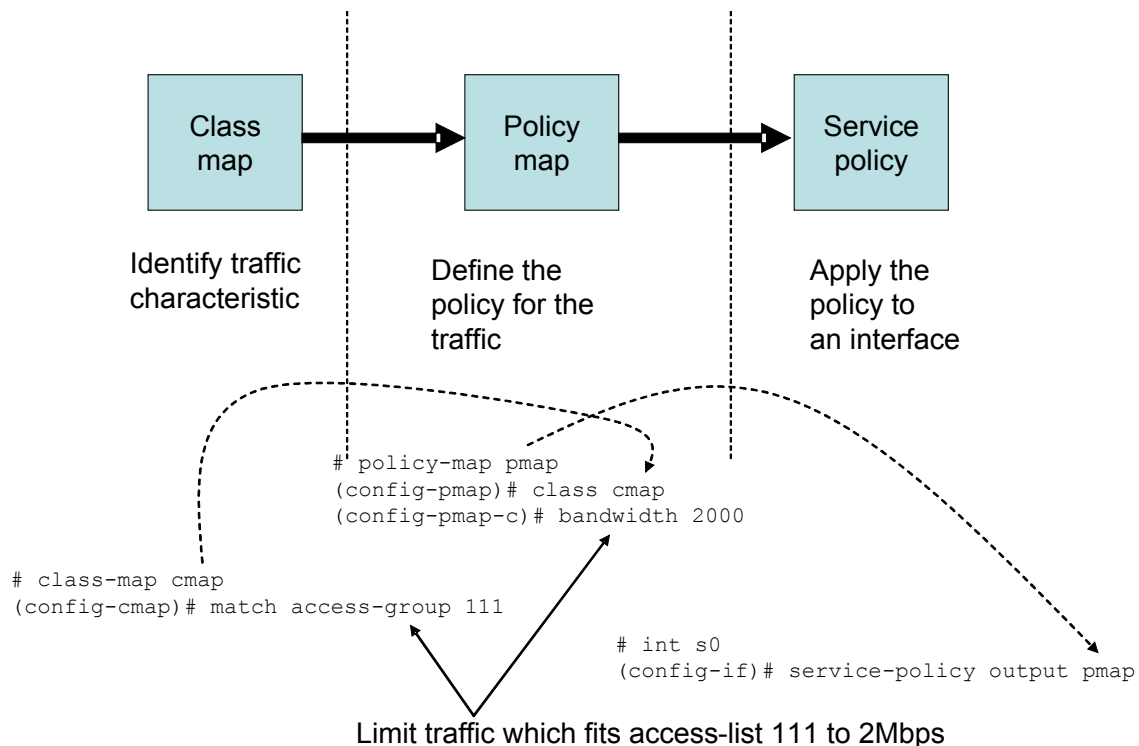 Class
map
Policy
map
Service
policy
Identify traffic
characteristic
Define the
policy for the
traffic
Apply the
policy to
an interface
# policy-map pmap
(config-pmap)# class cmap
(config-pmap-c)# bandwidth 2000
# class-map cmap
(config-cmap)# match access-group 111
# int s0
(config-if)# service-policy output pmap
Limit traffic which fits access-list 111 to 2Mbps